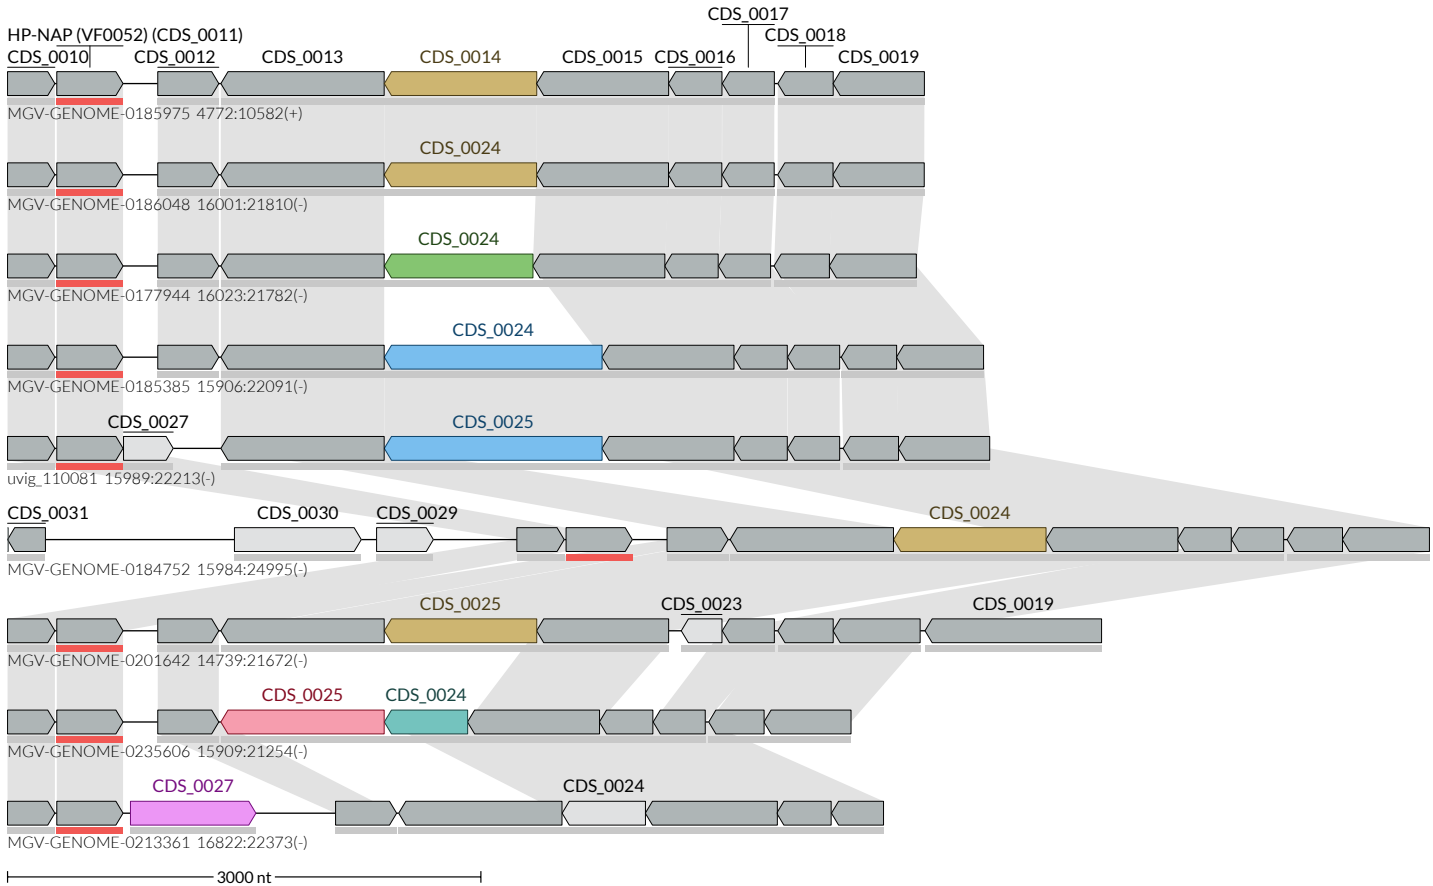 CDS_0017
HP-NAP (VF0052) (CDS_0011)
CDS_0018
CDS_0010 CDS_0012 CDS_0013 CDS_0014 CDS_0015 CDS_0016 CDS_0019
MGV-GENOME-0185975 4772:10582(+)
CDS_0024
MGV-GENOME-0186048 16001:21810(-)
CDS_0024
MGV-GENOME-0177944 16023:21782(-)
CDS_0024
MGV-GENOME-0185385 15906:22091(-)
CDS_0027 CDS_0025
uvig_110081 15989:22213(-)
CDS_0031 CDS_0030 CDS_0029 CDS_0024
MGV-GENOME-0184752 15984:24995(-)
CDS_0025 CDS_0023 CDS_0019
MGV-GENOME-0201642 14739:21672(-)
CDS_0025 CDS_0024
MGV-GENOME-0235606 15909:21254(-)
CDS_0027 CDS_0024
MGV-GENOME-0213361 16822:22373(-)
3000 nt